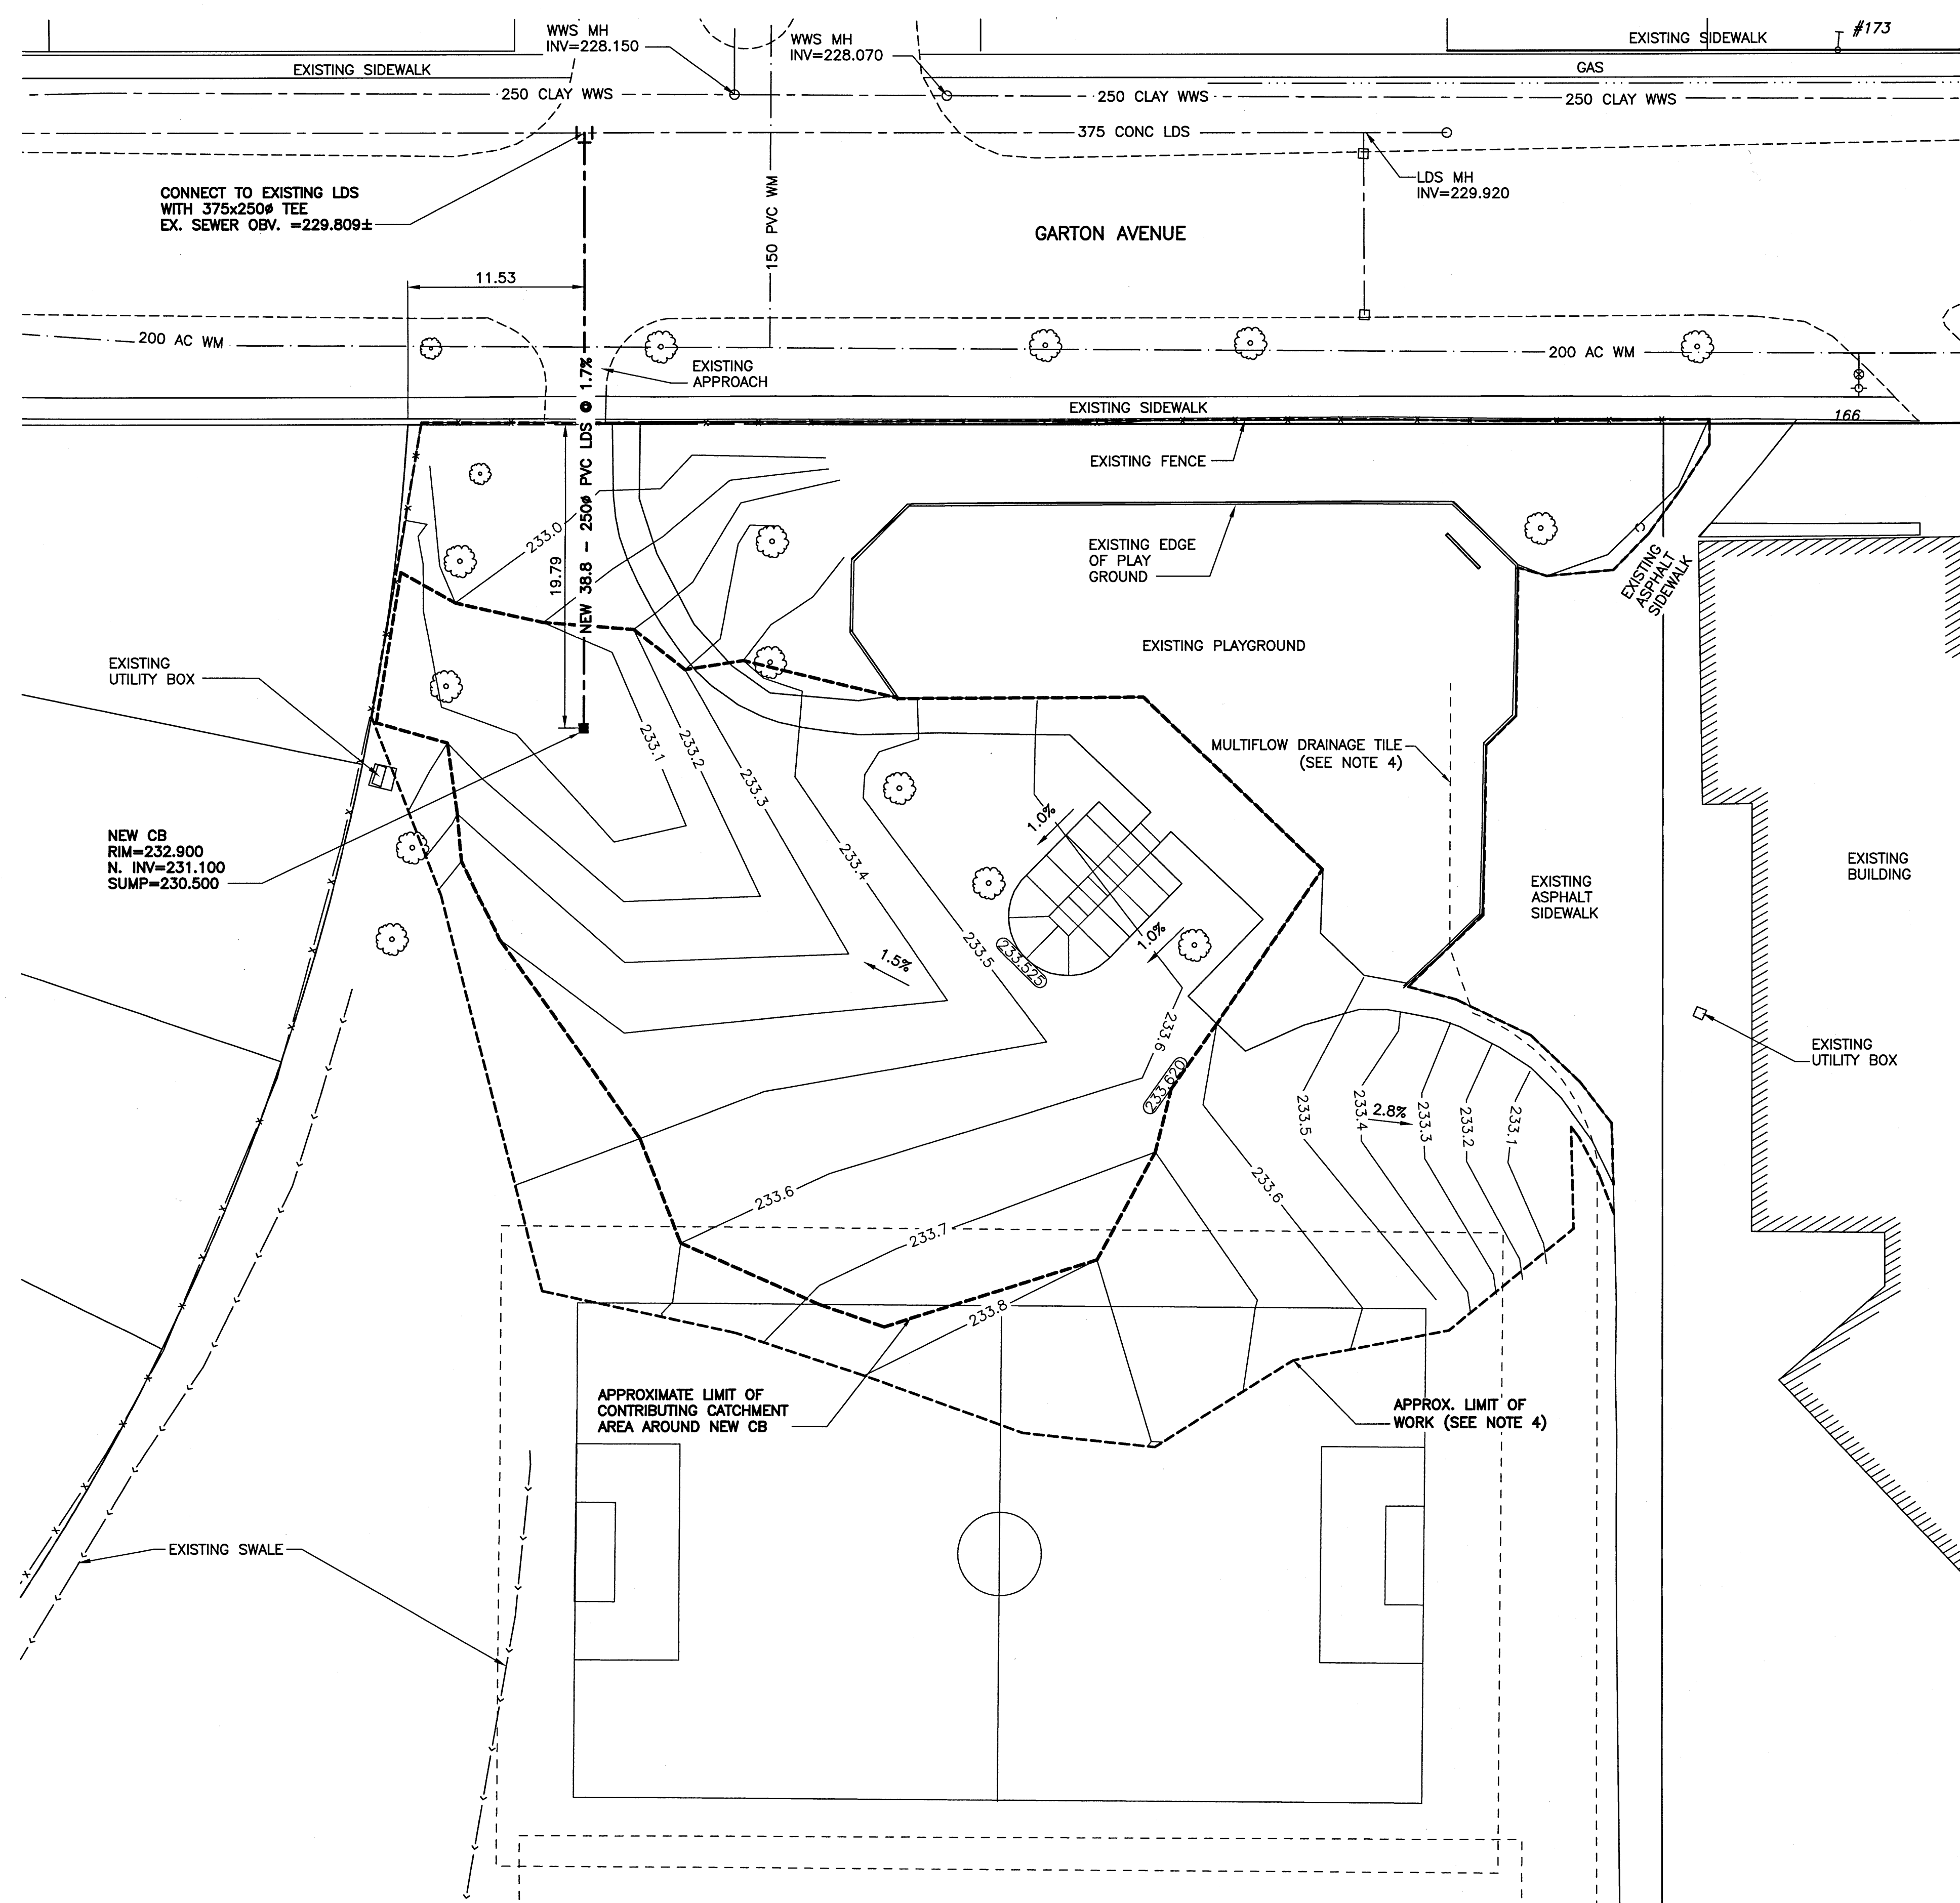 WWS MH
INV=228.150
WWS MH
INV=228.070
EXISTING SIDEWALK
#173
EXISTING SIDEWALK
GAS
250 CLAY WWS
250 CLAY WWS
250 CLAY WWS
375 CONC LDS
LDS MH
INV=229.920
CONNECT TO EXISTING LDS
WITH 375x250ø TEE
EX. SEWER OBV. =229.809±
150 PVC WM
GARTON AVENUE
11.53
200 AC WM
200 AC WM
EXISTING
APPROACH
EXISTING SIDEWALK
166
NEW 38.8 - 250ø PVC LDS @ 1.7%
19.79
EXISTING FENCE
233.0
EXISTING EDGE
OF PLAY
GROUND
EXISTING
ASPHALT
SIDEWALK
EXISTING PLAYGROUND
EXISTING
UTILITY BOX
233.1
233.2
233.3
233.4
233.5
MULTIFLOW DRAINAGE TILE
(SEE NOTE 4)
NEW CB
RIM=232.900
N. INV=231.100
SUMP=230.500
1.0%
1.0%
1.5%
233.525
EXISTING
ASPHALT
SIDEWALK
EXISTING
BUILDING
233.6
233.620
EXISTING
UTILITY BOX
233.5
233.4
2.8%
233.3
233.2
233.1
233.6
233.6
233.7
233.8
APPROXIMATE LIMIT OF
CONTRIBUTING CATCHMENT
AREA AROUND NEW CB
APPROX. LIMIT OF
WORK (SEE NOTE 4)
EXISTING SWALE